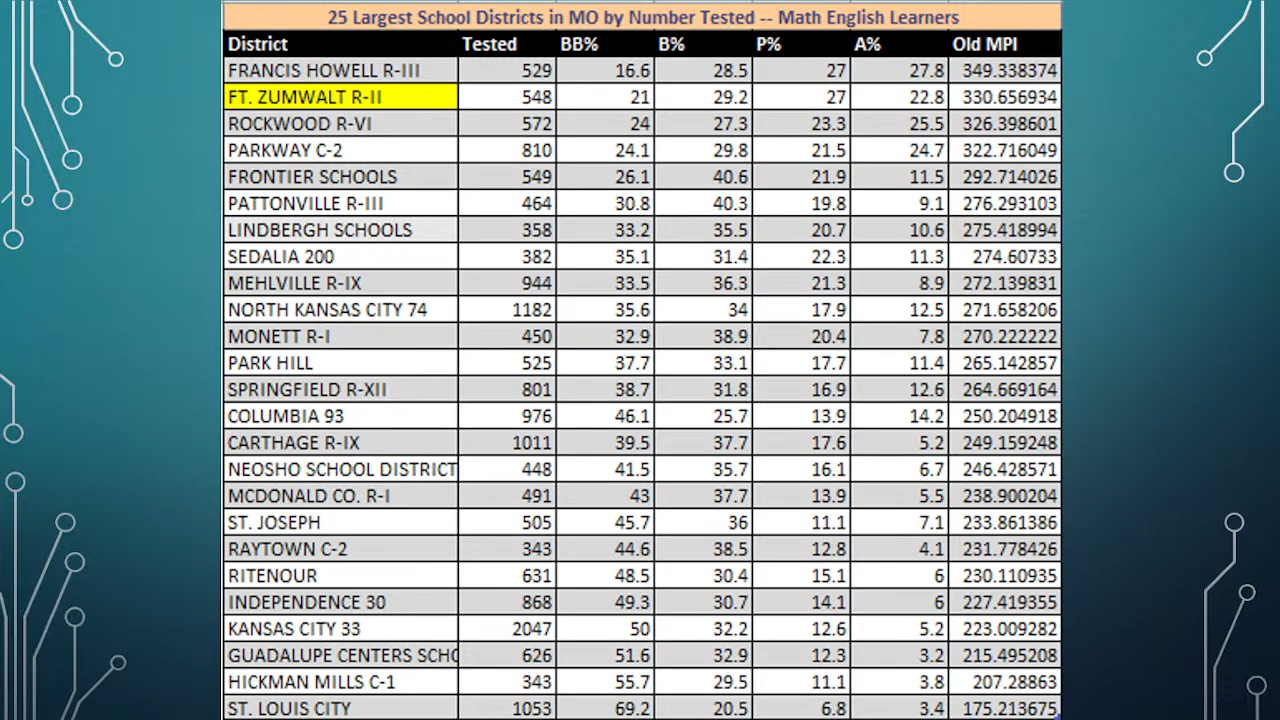 25 Largest School Districts in MO by Number Tested -- Math English Learners
District Tested BB% B% P% A% Old MPI
FRANCIS HOWELL R-III 529 16.6 28.5 27 27.8 349.338374
FT. ZUMWALT R-II 548 21 29.2 27 22.8 330.656934
ROCKWOOD R-VI 572 24 27.3 23.3 25.5 326.398601
PARKWAY C-2 810 24.1 29.8 21.5 24.7 322.716049
FRONTIER SCHOOLS 549 26.1 40.6 21.9 11.5 292.714026
PATTONVILLE R-III 464 30.8 40.3 19.8 9.1 276.293103
LINDBERGH SCHOOLS 358 33.2 35.5 20.7 10.6 275.418994
SEDALIA 200 382 35.1 31.4 22.3 11.3 274.60733
MEHLVILLE R-IX 944 33.5 36.3 21.3 8.9 272.139831
NORTH KANSAS CITY 74 1182 35.6 34 17.9 12.5 271.658206
MONETT R-I 450 32.9 38.9 20.4 7.8 270.222222
PARK HILL 525 37.7 33.1 17.7 11.4 265.142857
SPRINGFIELD R-XII 801 38.7 31.8 16.9 12.6 264.669164
COLUMBIA 93 976 46.1 25.7 13.9 14.2 250.204918
CARTHAGE R-IX 1011 39.5 37.7 17.6 5.2 249.159248
NEOSHO SCHOOL DISTRICT 448 41.5 35.7 16.1 6.7 246.428571
MCDONALD CO. R-I 491 43 37.7 13.9 5.5 238.900204
ST. JOSEPH 505 45.7 36 11.1 7.1 233.861386
RAYTOWN C-2 343 44.6 38.5 12.8 4.1 231.778426
RITENOUR 631 48.5 30.4 15.1 6 230.110935
INDEPENDENCE 30 868 49.3 30.7 14.1 6 227.419355
KANSAS CITY 33 2047 50 32.2 12.6 5.2 223.009282
GUADALUPE CENTERS SCHO 626 51.6 32.9 12.3 3.2 215.495208
HICKMAN MILLS C-1 343 55.7 29.5 11.1 3.8 207.28863
ST. LOUIS CITY 1053 69.2 20.5 6.8 3.4 175.213675